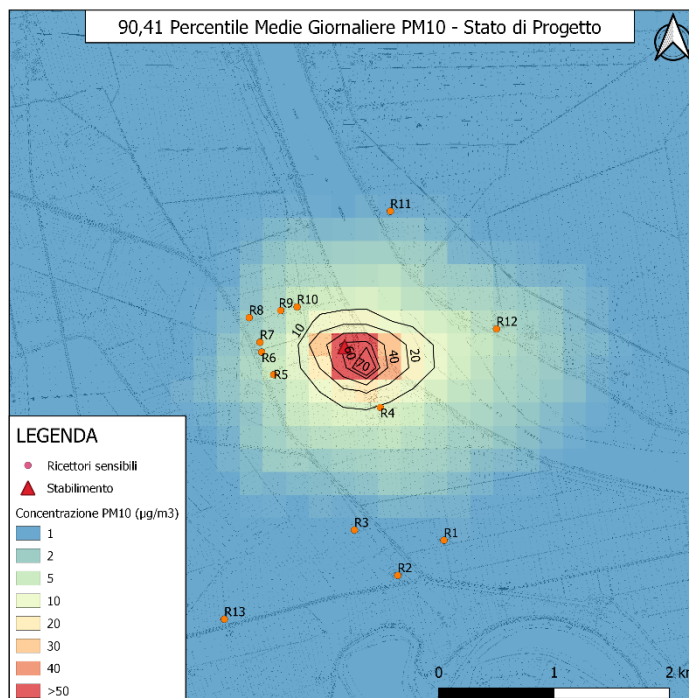 90,41 Percentile Medie Giornaliere PM10 - Stato di Progetto
R11
R9
R10
R8
R12
R7
R6
R5
R4
10
60
70
40
20
R3
R1
R2
R13
LEGENDA
Ricettori sensibili
Stabilimento
Concentrazione PM10 (µg/m3)
1
2
5
10
20
30
40
>50
0 1 2 km